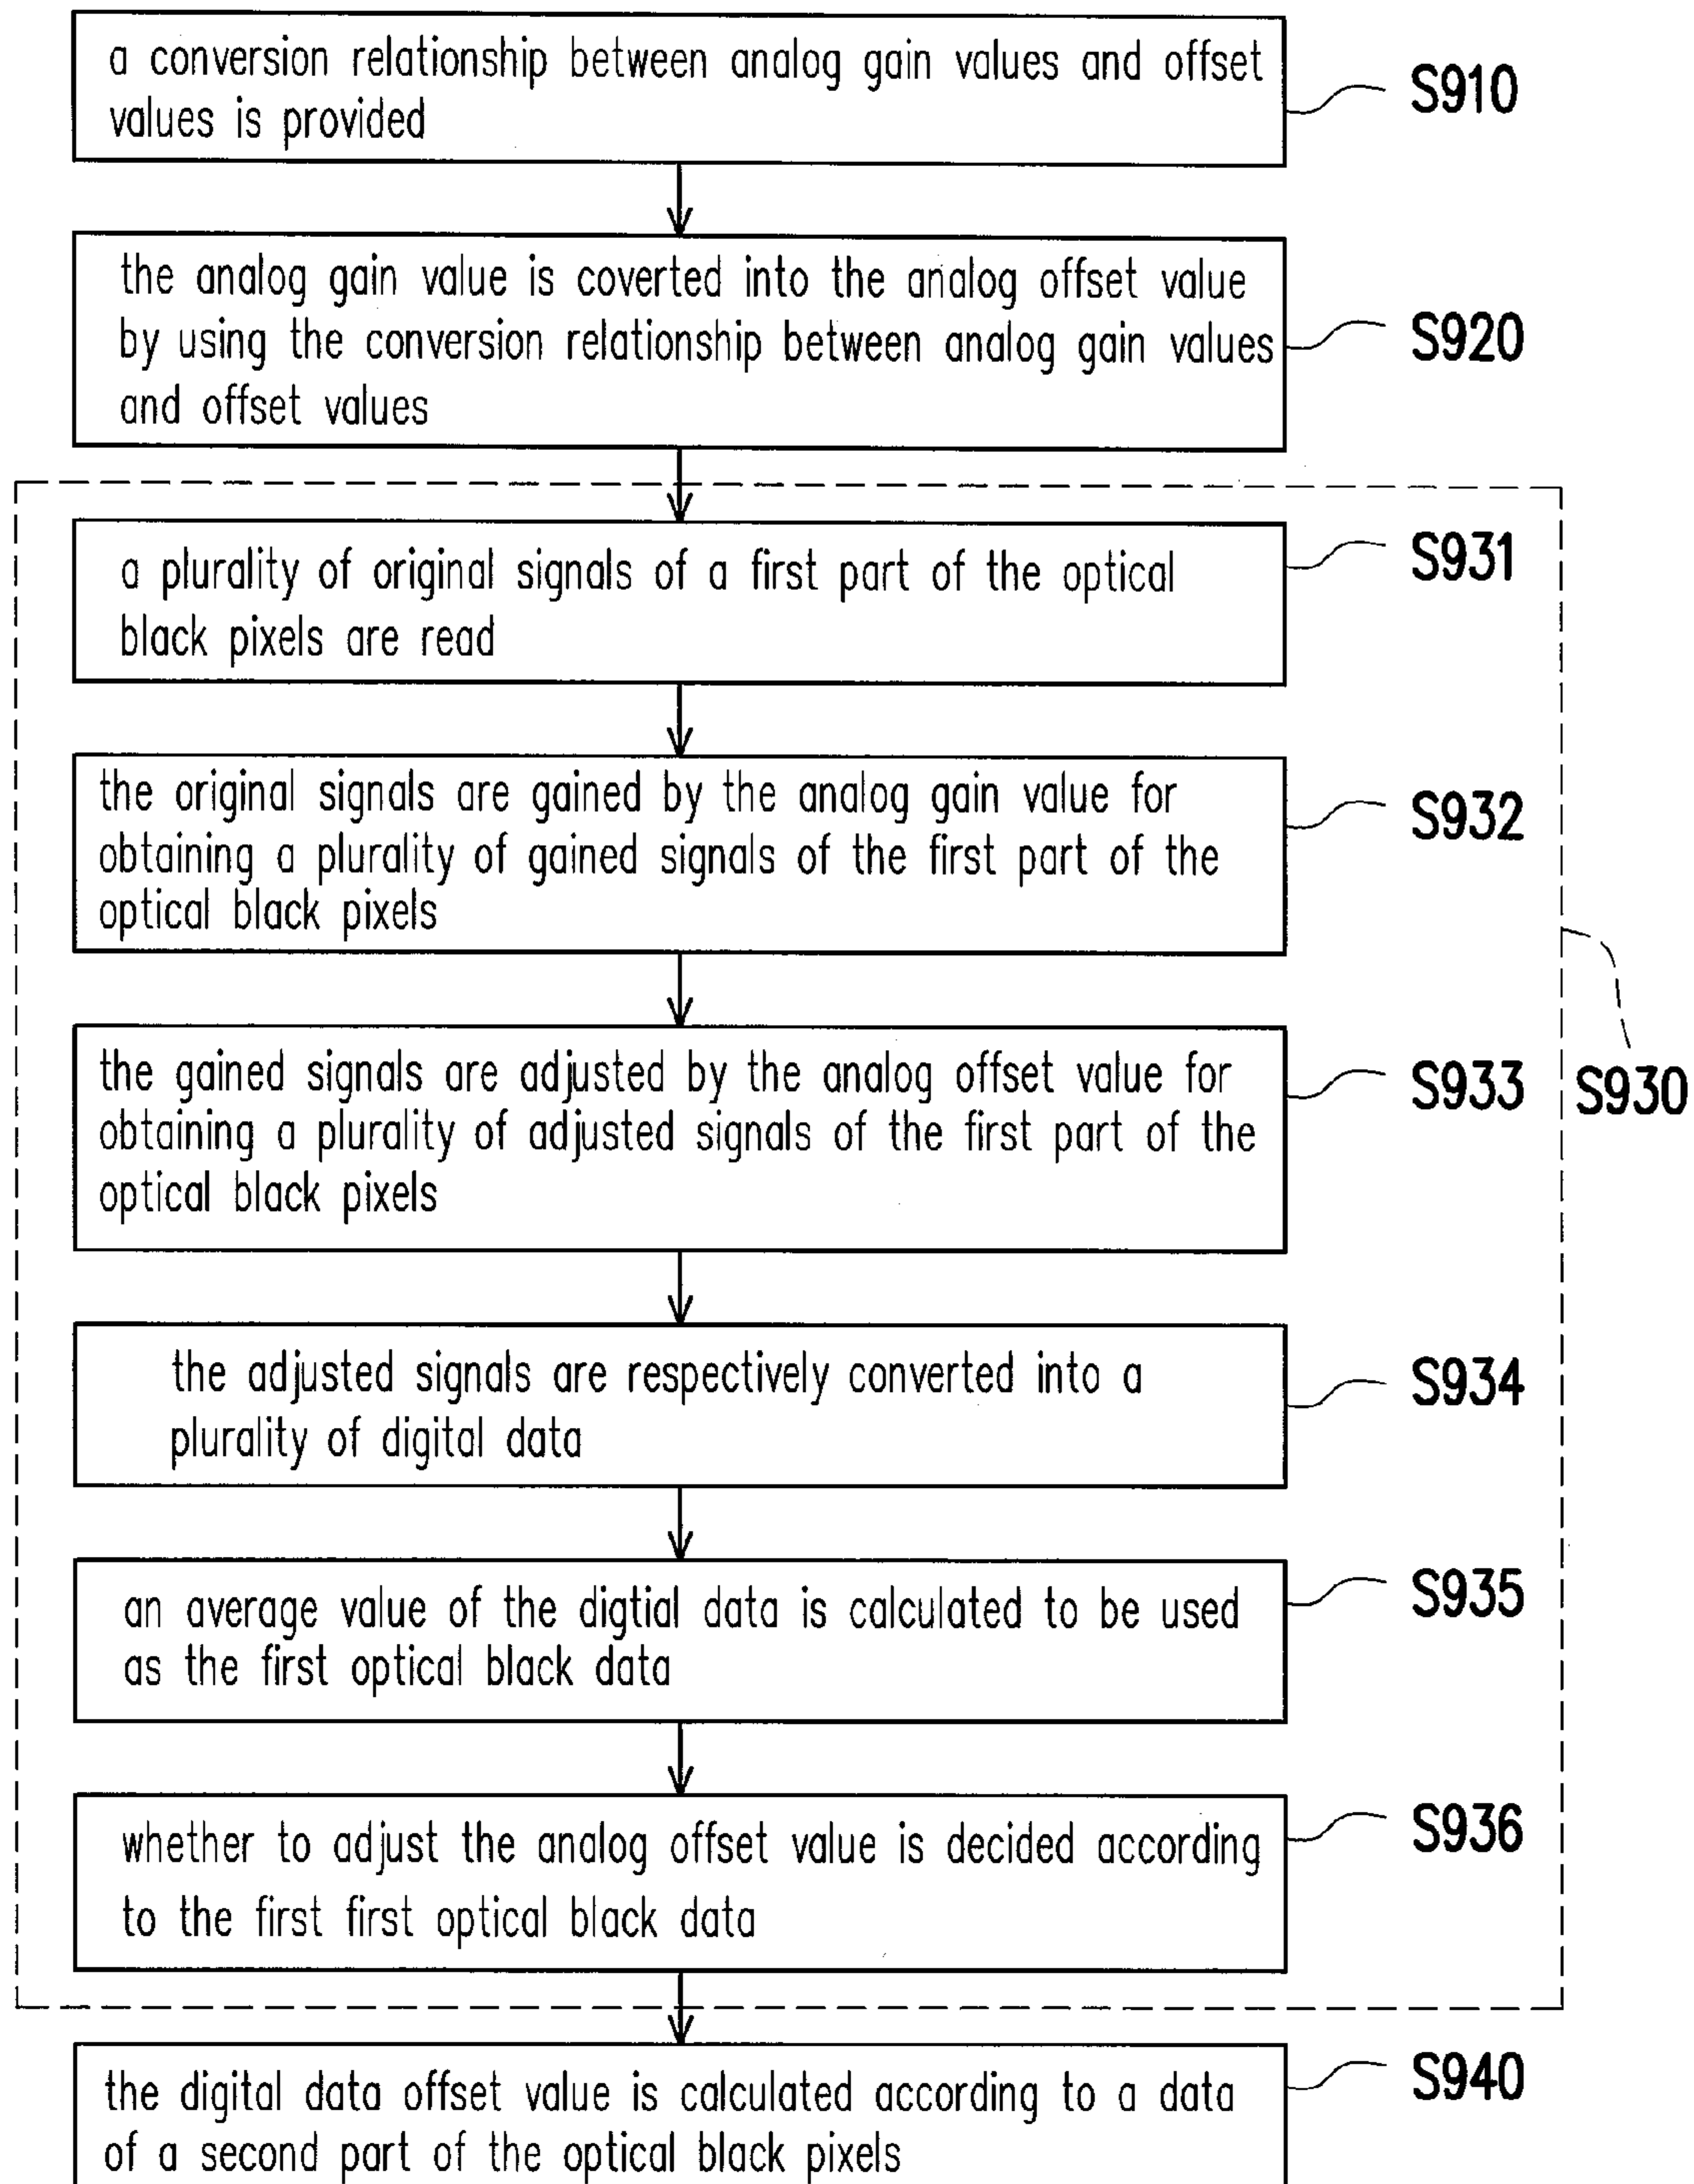 a conversion relationship between analog gain values and offset
values is provided
S910
the analog gain value is coverted into the analog offset value
by using the conversion relationship between analog gain values
and offset values
S920
a plurality of original signals of a first part of the optical
black pixels are read
S931
the original signals are gained by the analog gain value for
obtaining a plurality of gained signals of the first part of the
optical black pixels
S932
the gained signals are adjusted by the analog offset value for
obtaining a plurality of adjusted signals of the first part of the
optical black pixels
S933
S930
the adjusted signals are respectively converted into a
plurality of digital data
S934
an average value of the digtial data is calculated to be used
as the first optical black data
S935
whether to adjust the analog offset value is decided according
to the first first optical black data
S936
the digital data offset value is calculated according to a data
of a second part of the optical black pixels
S940